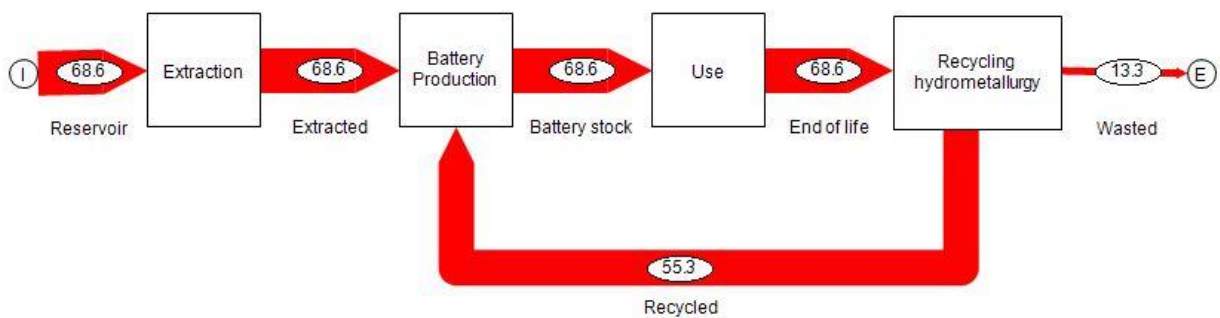 I
68.6
Reservoir
Extraction
68.6
Extracted
Battery
Production
68.6
Battery stock
Use
68.6
End of life
Recycling
hydrometallurgy
13.3
Wasted
E
55.3
Recycled